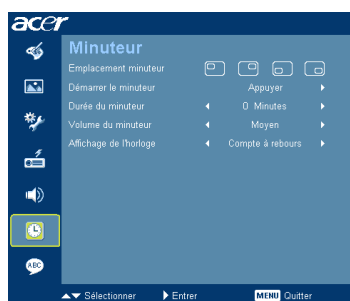 acer
Minuteur
Emplacement minuteur
Démarrer le minuteur Appuyer
Durée du minuteur 0 Minutes
Volume du minuteur Moyen
Affichage de l'horloge Compte à rebours
ABC
Sélectionner Entrer MENU Quitter